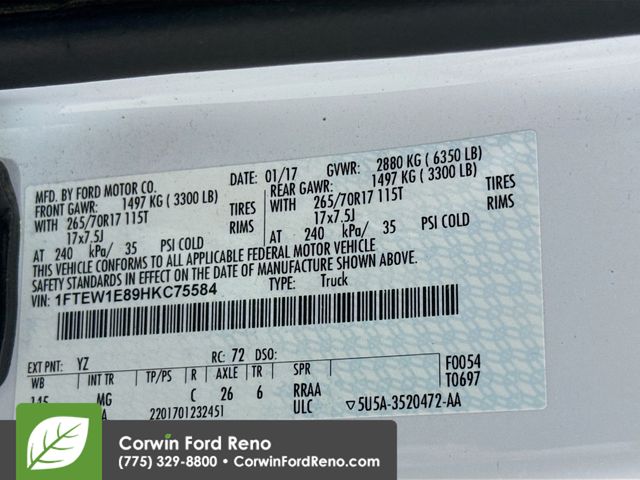 MFD. BY FORD MOTOR CO. DATE: 01/17 GVWR: 2880 KG ( 6350 LB)
FRONT GAWR: 1497 KG ( 3300 LB) REAR GAWR: 1497 KG ( 3300 LB)
WITH 265/70R17 115T TIRES WITH 265/70R17 115T TIRES
17x7.5J RIMS 17x7.5J RIMS
AT 240 kPa/ 35 PSI COLD AT 240 kPa/ 35 PSI COLD
THIS VEHICLE CONFORMS TO ALL APPLICABLE FEDERAL MOTOR VEHICLE
SAFETY STANDARDS IN EFFECT ON THE DATE OF MANUFACTURE SHOWN ABOVE.
VIN: 1FTEW1E89HKC75584 TYPE: Truck
EXT PNT: YZ RC: 72 DSO: F0054
WB INT TR TP/PS R AXLE TR SPR T0697
145 MG C 26 6 RRAA
2201701232451 ULC ▽5U5A-3520472-AA
Corwin Ford Reno
(775) 329-8800 • CorwinFordReno.com